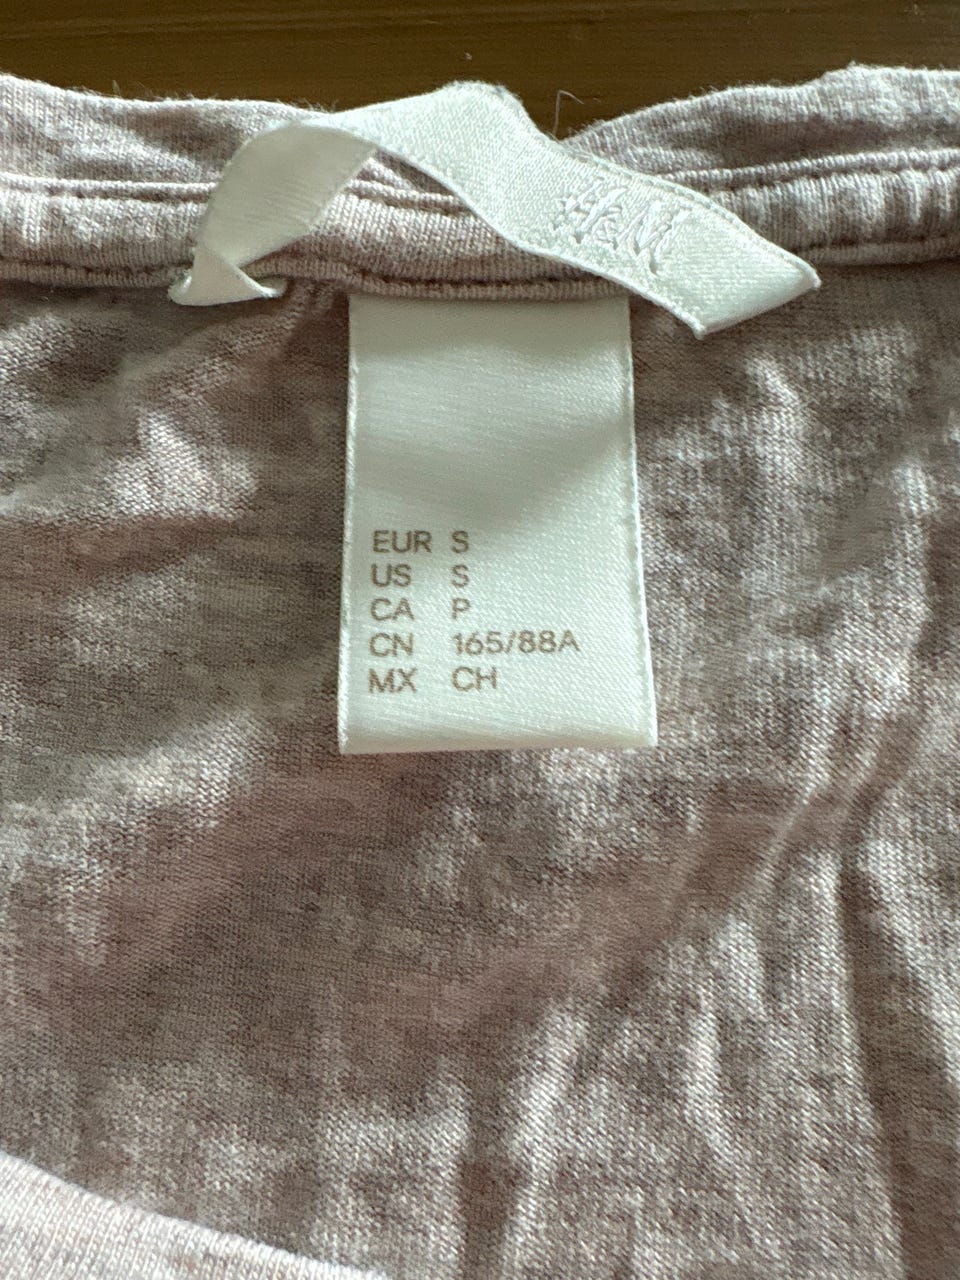 H&M
EUR S
US S
CA P
CN 165/88A
MX CH